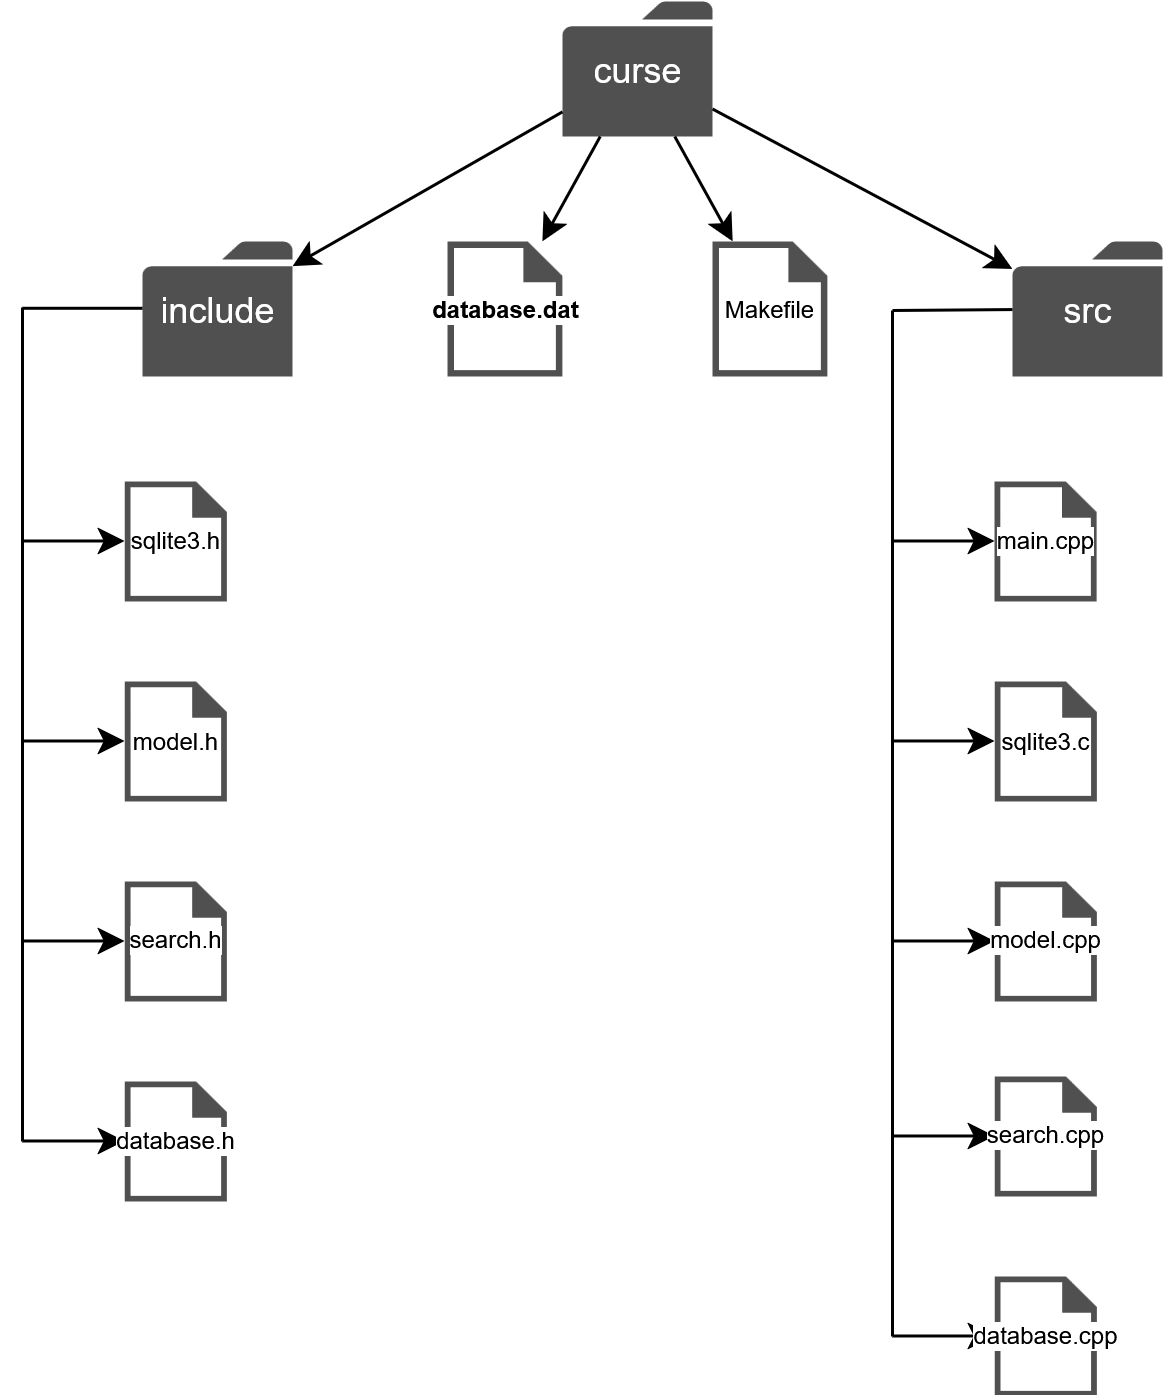 curse
include
database.dat
Makefile
src
sqlite3.h
main.cpp
model.h
sqlite3.c
search.h
model.cpp
database.h
search.cpp
database.cpp